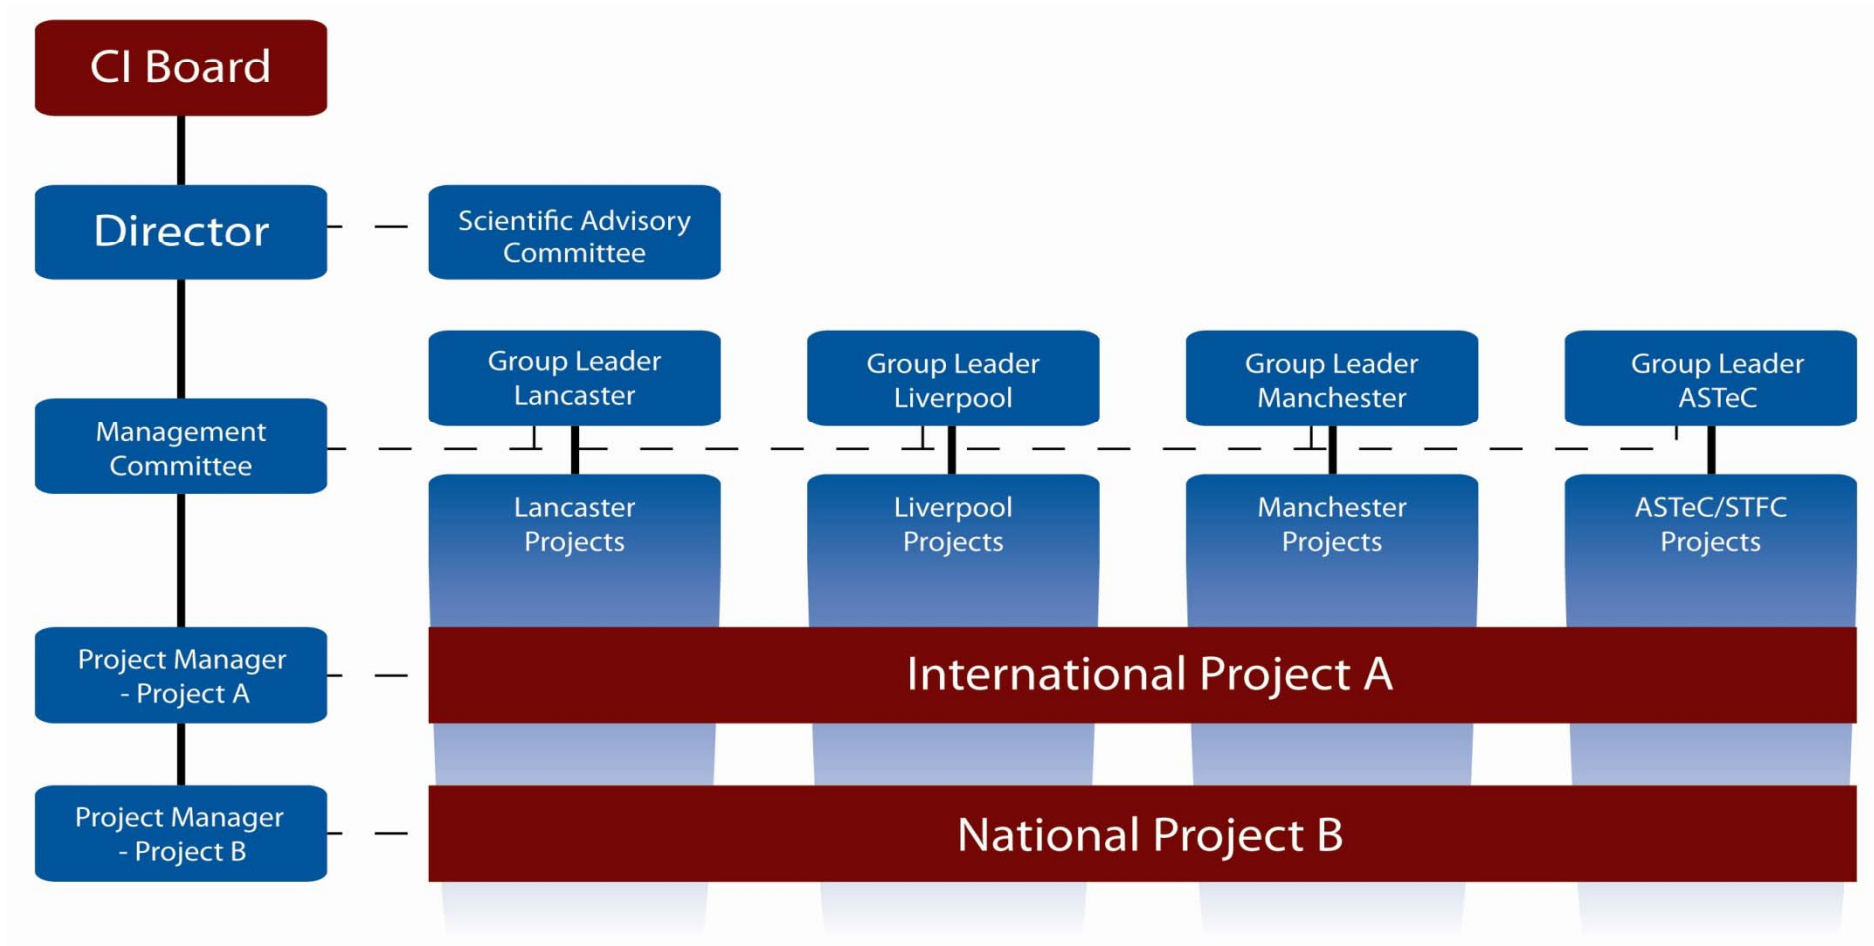 CI Board
Director
Scientific Advisory
Committee
Group Leader
Lancaster
Group Leader
Liverpool
Group Leader
Manchester
Group Leader
ASTeC
Management
Committee
Lancaster
Projects
Liverpool
Projects
Manchester
Projects
ASTeC/STFC
Projects
Project Manager
- Project A
International Project A
Project Manager
- Project B
National Project B